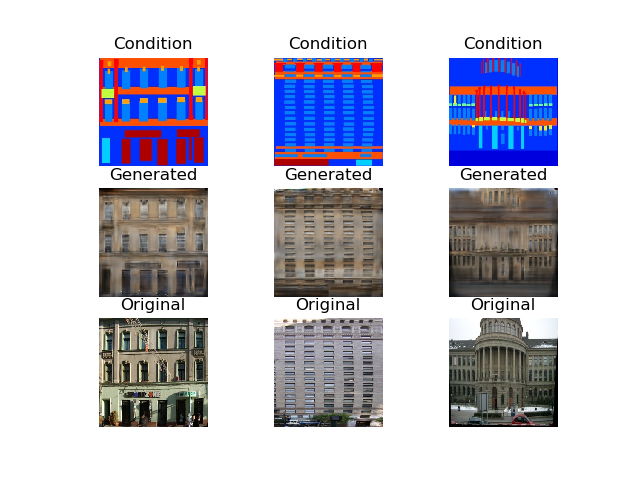 Condition Condition Condition
Generated Generated Generated
Original Original Original